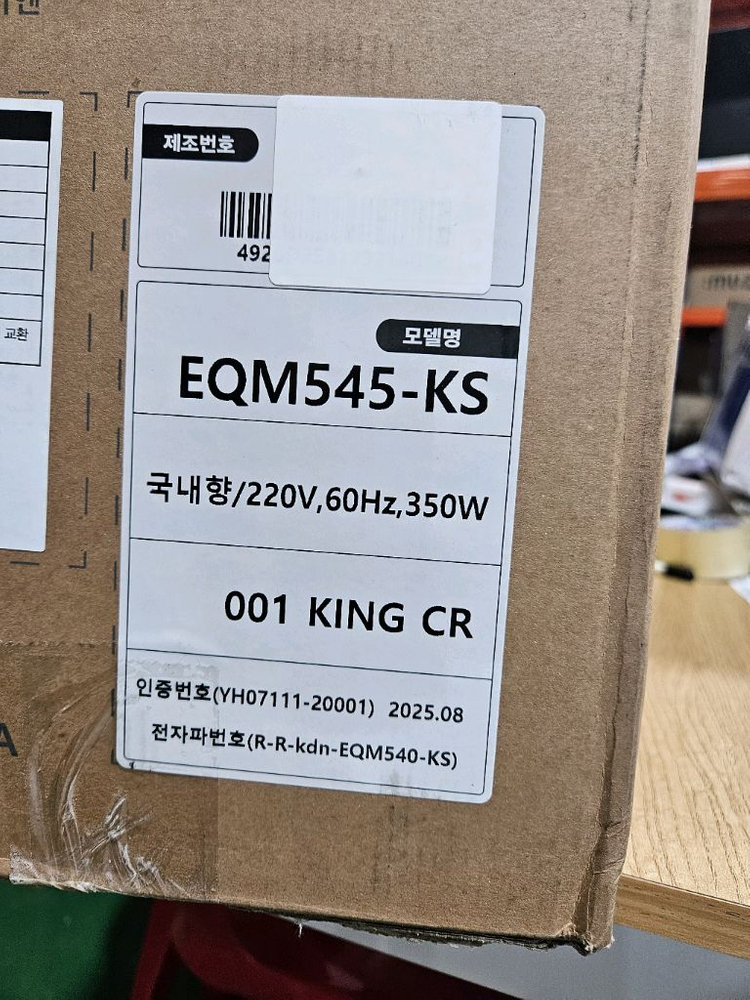 교환
제조번호
492
모델명
EQM545-KS
국내향/220V,60Hz,350W
001 KING CR
인증번호(YH07111-20001) 2025.08
전자파번호(R-R-kdn-EQM540-KS)
A